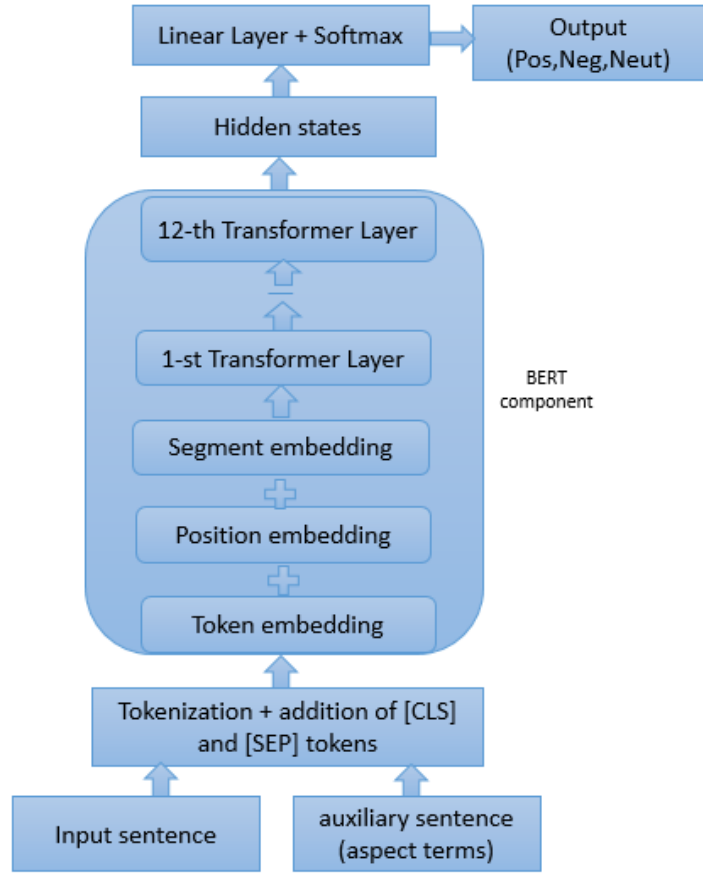 Linear Layer + Softmax
Output
(Pos,Neg,Neut)
Hidden states
12-th Transformer Layer
1-st Transformer Layer
BERT
component
Segment embedding
Position embedding
Token embedding
Tokenization + addition of [CLS]
and [SEP] tokens
Input sentence
auxiliary sentence
(aspect terms)